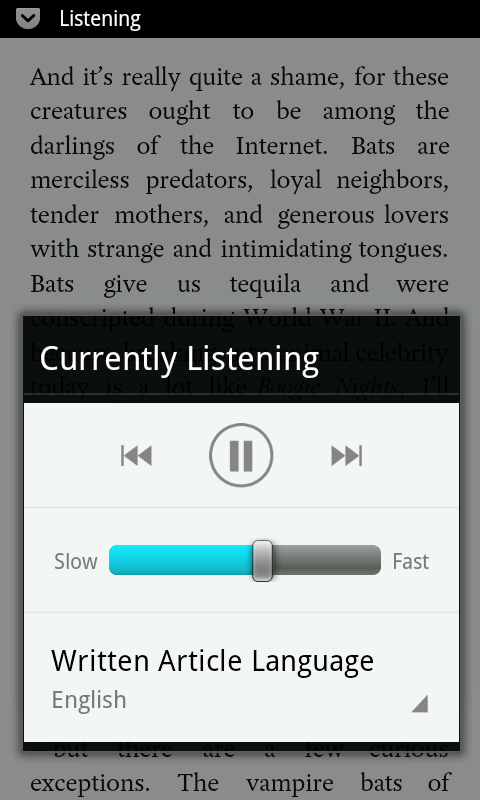 Listening
And it’s really quite a shame, for these
creatures ought to be among the
darlings of the Internet. Bats are
merciless predators, loyal neighbors,
tender mothers, and generous lovers
with strange and intimidating tongues.
Bats give us tequila and were
conscripted during World War II. And
animal celebrity
today is a lot like Boogie Nights, I’ll
Currently Listening
Slow
Fast
Written Article Language
English
but there are a few curious
exceptions. The vampire bats of